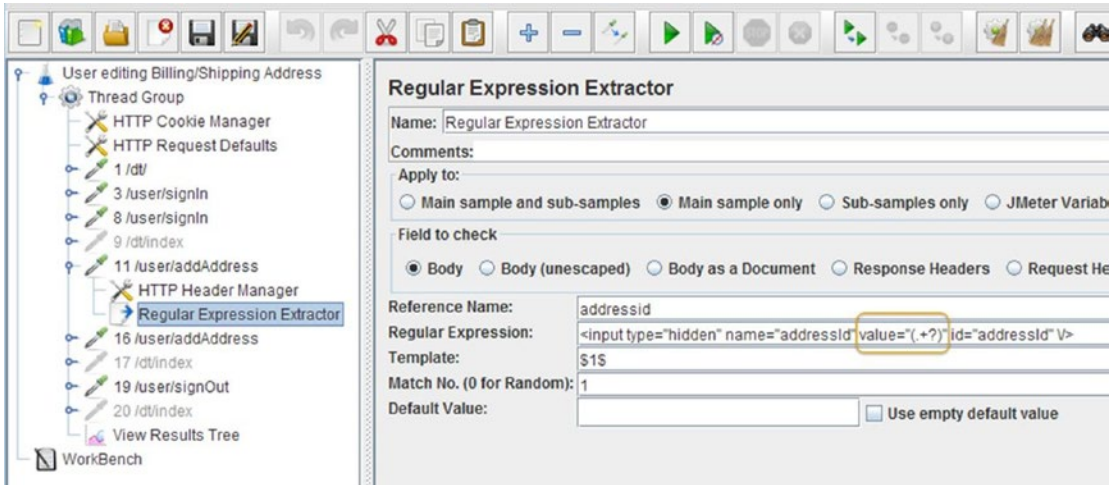 User editing Billing/Shipping Address
Thread Group
HTTP Cookie Manager
HTTP Request Defaults
1 /dt/
3 /user/signIn
8 /user/signIn
9 /dt/index
11 /user/addAddress
HTTP Header Manager
Regular Expression Extractor
16 /user/addAddress
17 /dt/index
19 /user/signOut
20 /dt/index
View Results Tree
WorkBench
Regular Expression Extractor
Name: Regular Expression Extractor
Comments:
Apply to:
Main sample and sub-samples Main sample only Sub-samples only JMeter Variab
Field to check
Body Body (unescaped) Body as a Document Response Headers Request He
Reference Name: addressid
Regular Expression: <input type="hidden" name="addressId" value="(.+?)" id="addressId" \/>
Template: $1$
Match No. (0 for Random): 1
Default Value: Use empty default value